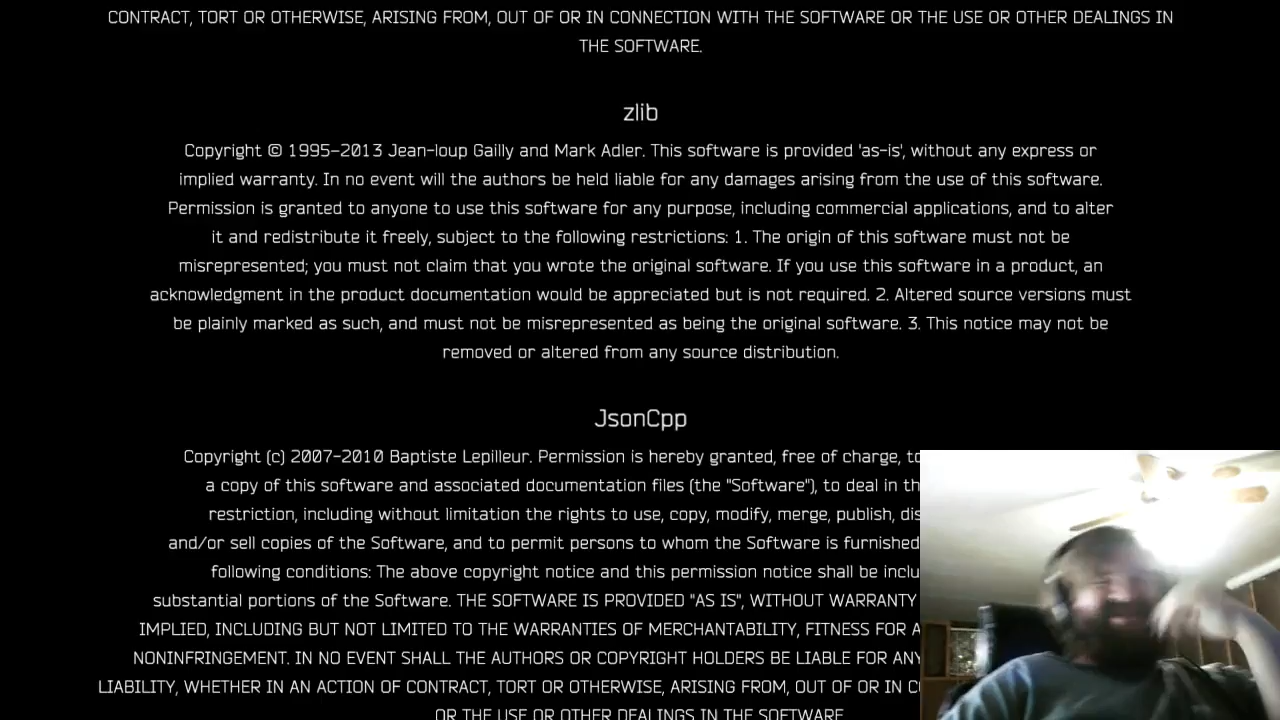 CONTRACT, TORT OR OTHERWISE, ARISING FROM, OUT OF OR IN CONNECTION WITH THE SOFTWARE OR THE USE OR OTHER DEALINGS IN
THE SOFTWARE.
zlib
Copyright © 1995–2013 Jean-loup Gailly and Mark Adler. This software is provided 'as-is', without any express or
implied warranty. In no event will the authors be held liable for any damages arising from the use of this software.
Permission is granted to anyone to use this software for any purpose, including commercial applications, and to alter
it and redistribute it freely, subject to the following restrictions: 1. The origin of this software must not be
misrepresented; you must not claim that you wrote the original software. If you use this software in a product, an
acknowledgment in the product documentation would be appreciated but is not required. 2. Altered source versions must
be plainly marked as such, and must not be misrepresented as being the original software. 3. This notice may not be
removed or altered from any source distribution.
JsonCpp
Copyright (c) 2007–2010 Baptiste Lepilleur. Permission is hereby granted, free of charge, to
a copy of this software and associated documentation files (the "Software"), to deal in th
restriction, including without limitation the rights to use, copy, modify, merge, publish, dis
and/or sell copies of the Software, and to permit persons to whom the Software is furnished
following conditions: The above copyright notice and this permission notice shall be inclu
substantial portions of the Software. THE SOFTWARE IS PROVIDED "AS IS", WITHOUT WARRANTY
IMPLIED, INCLUDING BUT NOT LIMITED TO THE WARRANTIES OF MERCHANTABILITY, FITNESS FOR A
NONINFRINGEMENT. IN NO EVENT SHALL THE AUTHORS OR COPYRIGHT HOLDERS BE LIABLE FOR ANY
LIABILITY, WHETHER IN AN ACTION OF CONTRACT, TORT OR OTHERWISE, ARISING FROM, OUT OF OR IN C
OR THE USE OR OTHER DEALINGS IN THE SOFTWARE.